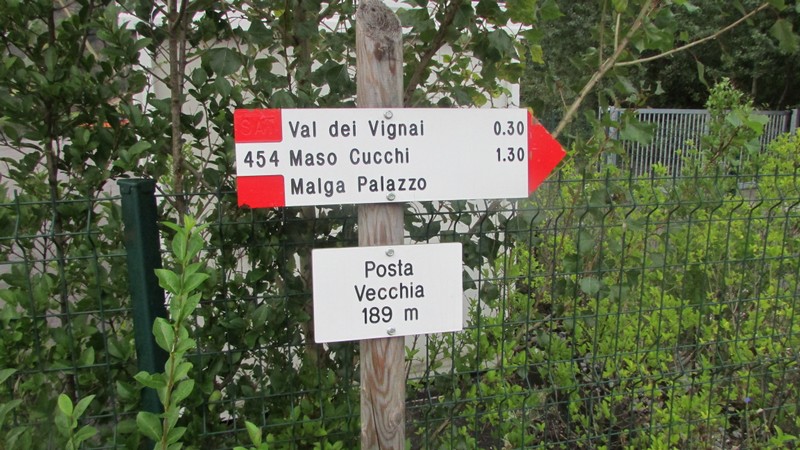 SAT
Val dei Vignai 0.30
454 Maso Cucchi 1.30
Malga Palazzo
Posta
Vecchia
189 m